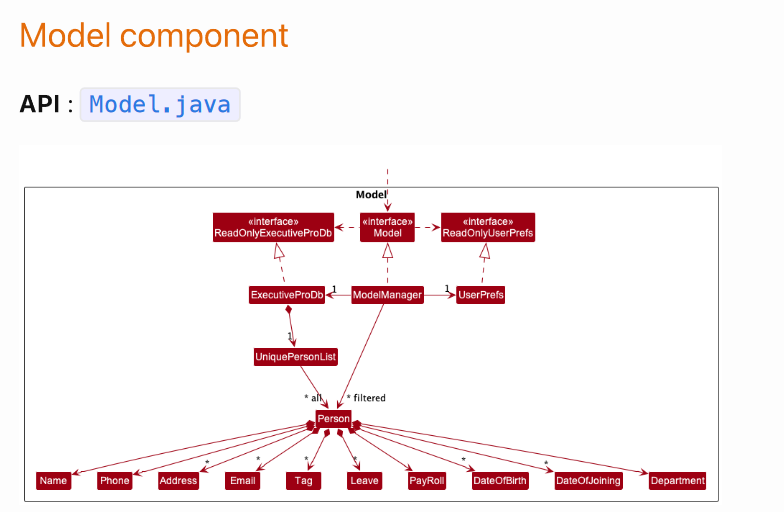 Model component
API : Model.java
Model
«interface» ReadOnlyExecutiveProDb
«interface» Model
«interface» ReadOnlyUserPrefs
ExecutiveProDb
1
ModelManager
1
UserPrefs
1
UniquePersonList
* all
* filtered
Person
* * * * * *
Name Phone Address Email Tag Leave PayRoll DateOfBirth DateOfJoining Department